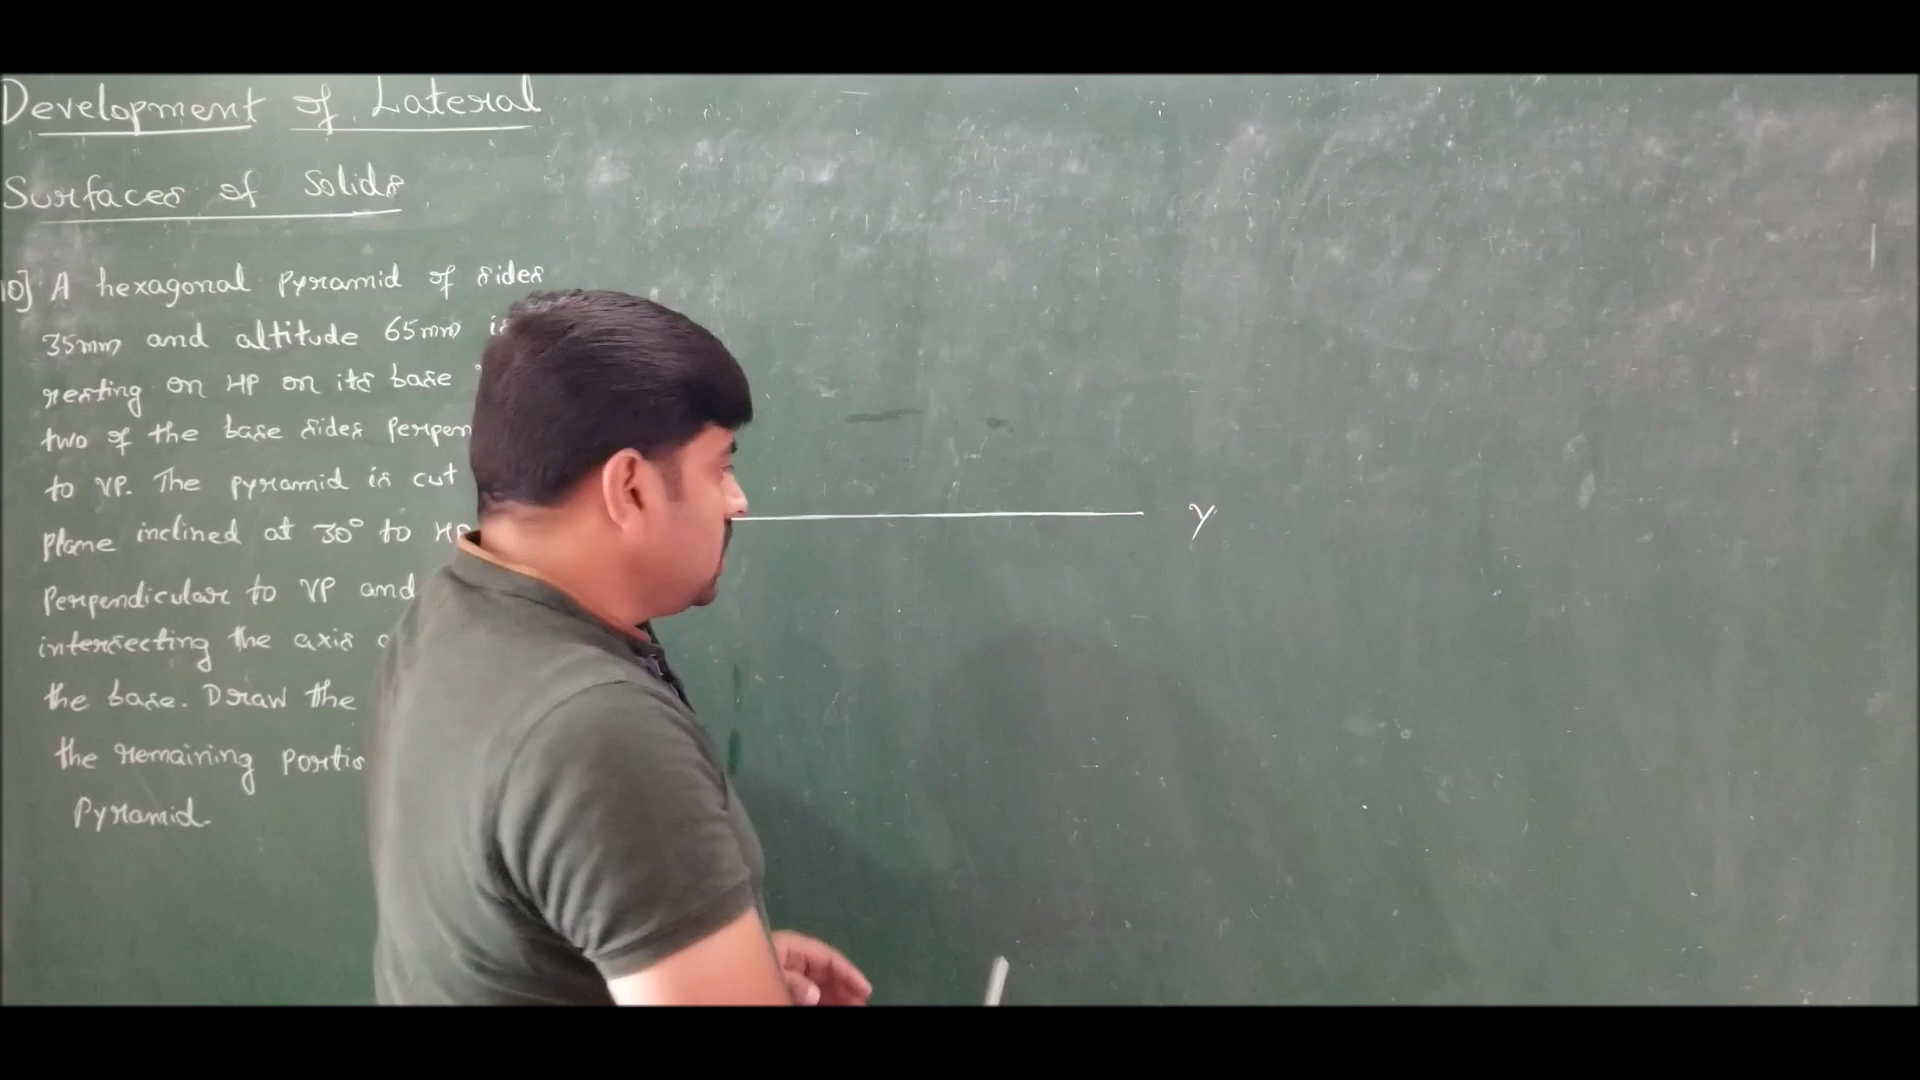 Development of Lateral
Surfaces of Solids
10] A hexagonal pyramid of sides
35mm and altitude 65mm is
resting on HP on its base
two of the base sides perpen
to VP. The pyramid is cut
plane inclined at 30° to HP
perpendicular to VP and
intersecting the axis
the base. Draw the
the remaining portio
pyramid.
Y